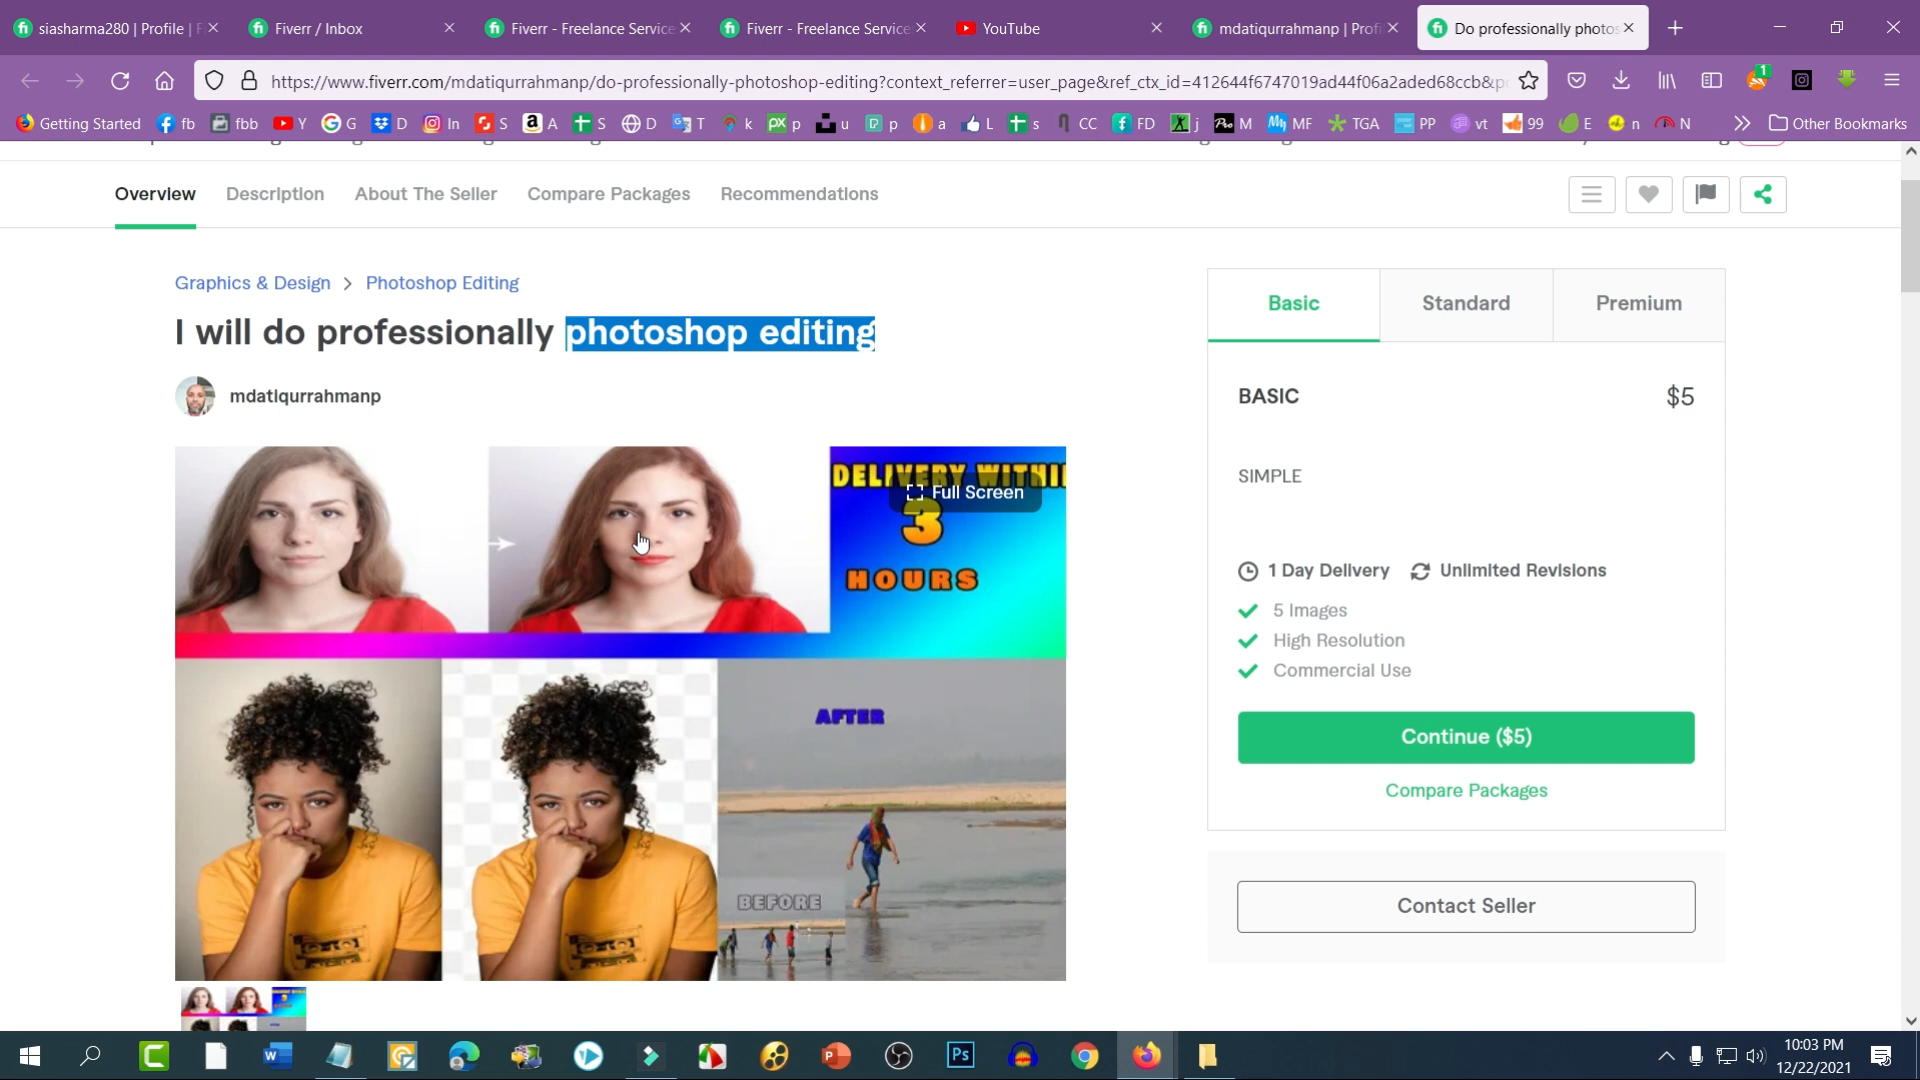 siasharma280 | Profile | F
Fiverr / Inbox
Fiverr - Freelance Service
Fiverr - Freelance Service
YouTube
mdatiqurrahmanp | Profi
Do professionally photos
https://www.fiverr.com/mdatiqurrahmanp/do-professionally-photoshop-editing?context_referrer=user_page&ref_ctx_id=412644f6747019ad44f06a2aded68ccb&p
1
Getting Started fb fbb Y G D In S A S D T k p u p a L s CC FD j M MF TGA PP vt 99 E n N Other Bookmarks
Overview Description About The Seller Compare Packages Recommendations
Graphics & Design > Photoshop Editing
I will do professionally photoshop editing
mdatiqurrahmanp
DELIVERY WITHIN
Full Screen
3
HOURS
AFTER
BEFORE
Basic Standard Premium
BASIC $5
SIMPLE
1 Day Delivery Unlimited Revisions
5 Images
High Resolution
Commercial Use
Continue ($5)
Compare Packages
Contact Seller
10:03 PM
12/22/2021